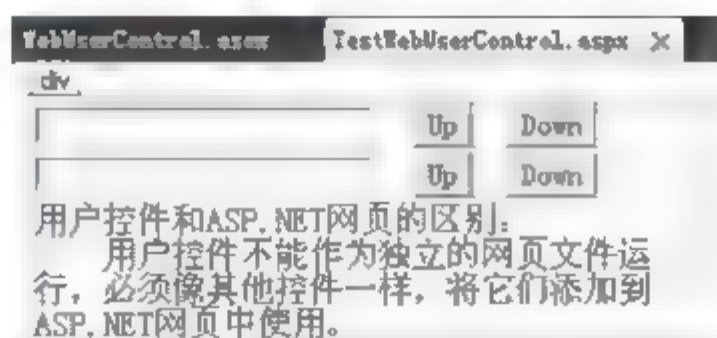 WebUserControl.ascx TestWebUserControl.aspx ×
div
Up Down
Up Down
用户控件和ASP.NET网页的区别:
用户控件不能作为独立的网页文件运
行，必须像其他控件一样，将它们添加到
ASP.NET网页中使用。